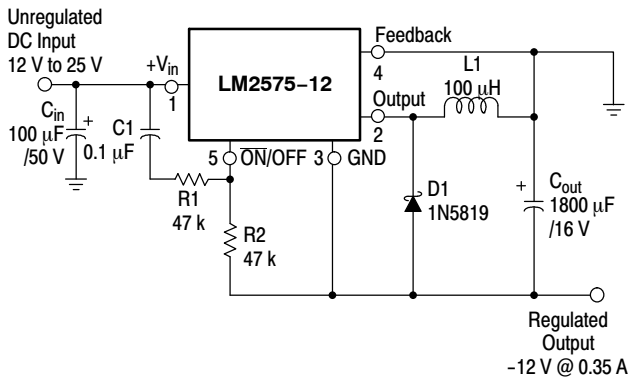 Unregulated
DC Input
12 V to 25 V
+Vin
1
LM2575–12
Feedback
4
L1
100 μH
Output
2
Cin
100 μF
/50 V
+
C1
0.1 μF
5
ON/OFF
3
GND
R1
47 k
R2
47 k
D1
1N5819
+
Cout
1800 μF
/16 V
Regulated
Output
–12 V @ 0.35 A